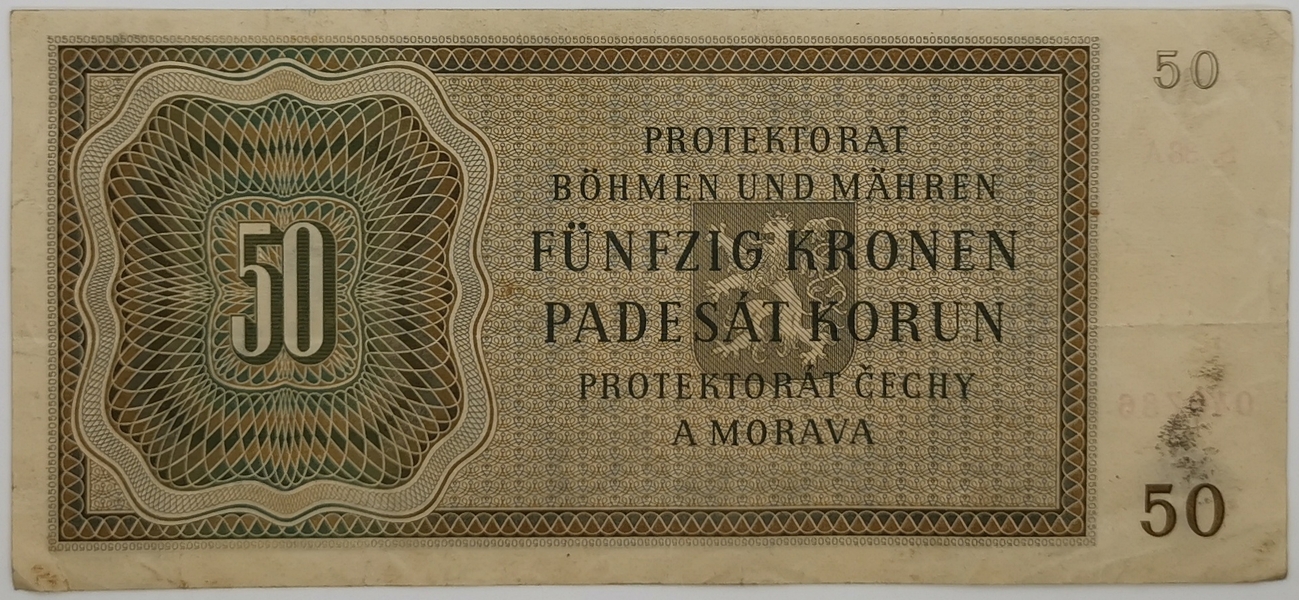 50
PROTEKTORAT
BÖHMEN UND MÄHREN
FÜNFZIG KRONEN
PADESÁT KORUN
PROTEKTORÁT ČECHY
A MORAVA
50
50